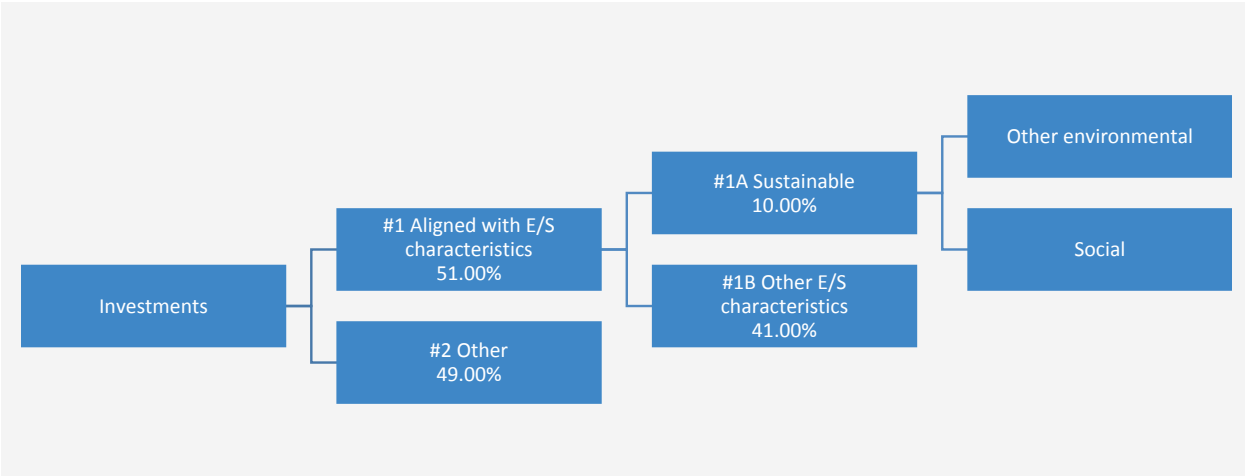 Investments
#1 Aligned with E/S
characteristics
51.00%
#2 Other
49.00%
#1A Sustainable
10.00%
#1B Other E/S
characteristics
41.00%
Other environmental
Social